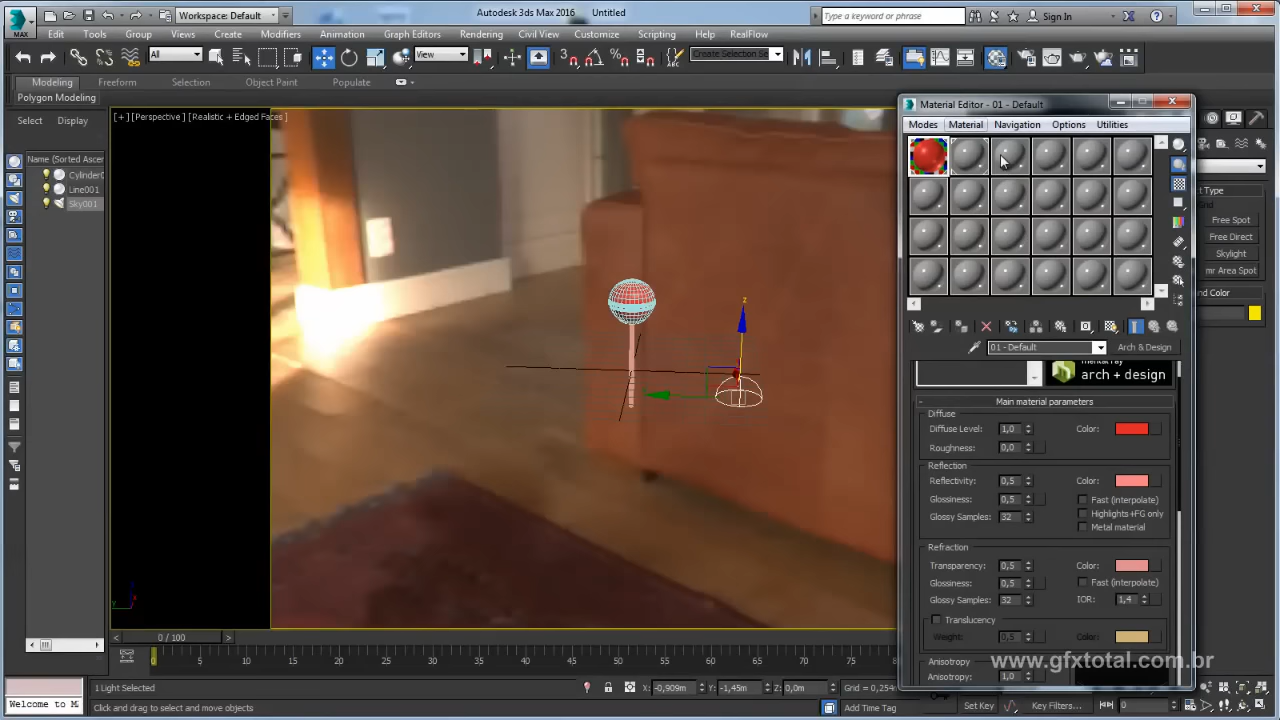 Workspace: Default
Autodesk 3ds Max 2016 Untitled
Type a keyword or phrase
Sign In
MAX
Edit Tools Group Views Create Modifiers Animation Graph Editors Rendering Civil View Customize Scripting Help RealFlow
All
View
Create Selection Se
Modeling Freeform Selection Object Paint Populate
Polygon Modeling
Select Display
[+] [Perspective] [Realistic + Edged Faces]
Name (Sorted Ascen
Cylinder0
Line001
Sky001
Material Editor - 01 - Default
Modes Material Navigation Options Utilities
01 - Default
Arch & Design
mental ray
arch + design
Main material parameters
Diffuse
Diffuse Level: 1,0 Color:
Roughness: 0,0
Reflection
Reflectivity: 0,5 Color:
Glossiness: 0,5 Fast (interpolate)
Highlights+FG only
Glossy Samples: 32
Metal material
Refraction
Transparency: 0,5 Color:
Glossiness: 0,5 Fast (interpolate)
Glossy Samples: 32 IOR: 1,4
Translucency
Weight: 0,5 Color:
Anisotropy
Anisotropy: 1,0
Free Spot
Free Direct
Skylight
mr Area Spot
z
www.gfxtotal.com.br
0 / 100
0 5 10 15 20 25 30 35 40 45 50 55 60 65 70 75
1 Light Selected
X: -0,909m Y: -1,45m Z: 0,0m Grid = 0,254m
Welcome to M
Click and drag to select and move objects
Add Time Tag
Set Key
Key Filters...
0